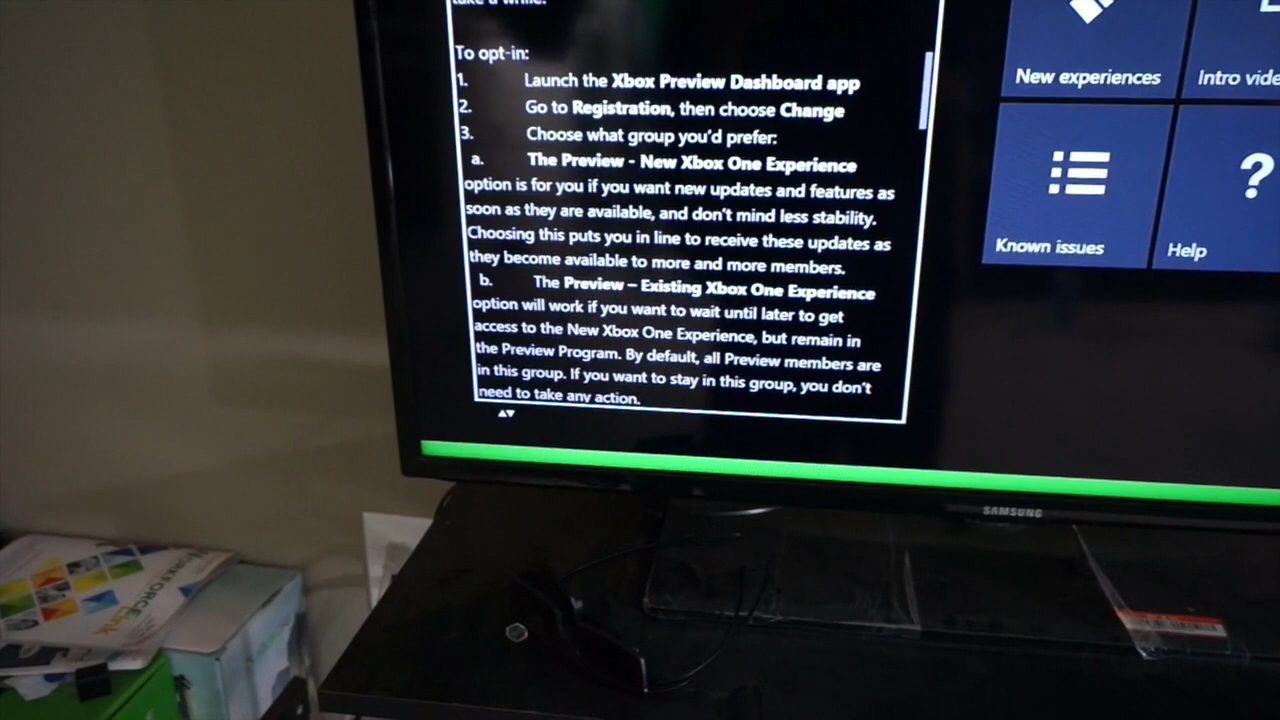 take a while.
To opt-in:
1. Launch the Xbox Preview Dashboard app
2. Go to Registration, then choose Change
3. Choose what group you'd prefer:
a. The Preview - New Xbox One Experience
option is for you if you want new updates and features as
soon as they are available, and don't mind less stability.
Choosing this puts you in line to receive these updates as
they become available to more and more members.
b. The Preview – Existing Xbox One Experience
option will work if you want to wait until later to get
access to the New Xbox One Experience, but remain in
the Preview Program. By default, all Preview members are
in this group. If you want to stay in this group, you don't
need to take any action.
New experiences
Intro vide
Known issues
Help
SAMSUNG
WORKFORCE